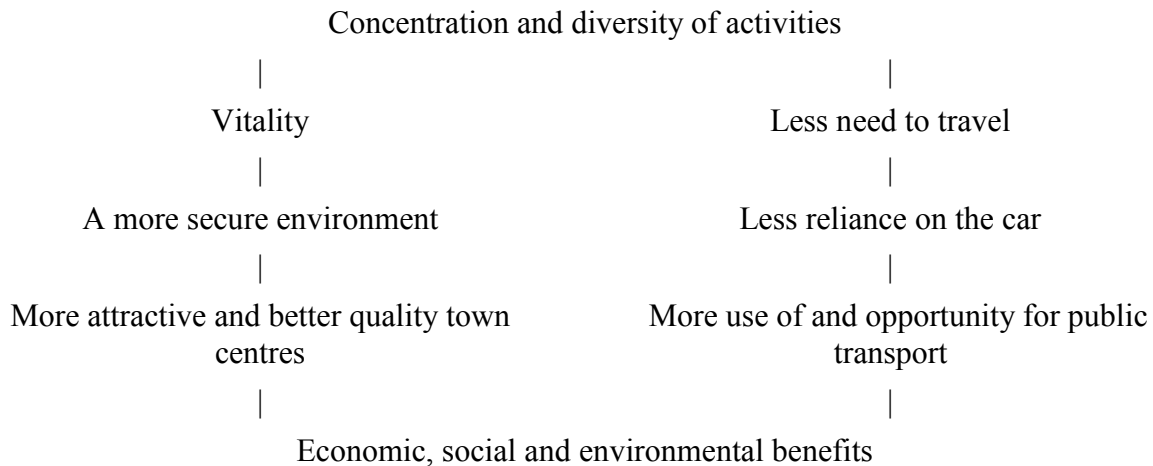 Concentration and diversity of activities
Vitality
Less need to travel
A more secure environment
Less reliance on the car
More attractive and better quality town
centres
More use of and opportunity for public
transport
Economic, social and environmental benefits